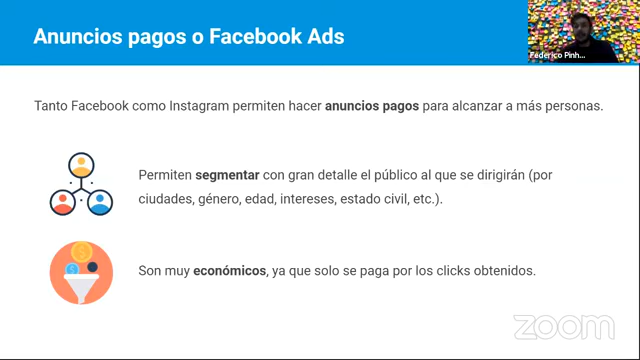 Anuncios pagos o Facebook Ads
Federico Pinh...
Tanto Facebook como Instagram permiten hacer anuncios pagos para alcanzar a más personas.
Permiten segmentar con gran detalle el público al que se dirigirán (por
ciudades, género, edad, intereses, estado civil, etc.).
Son muy económicos, ya que solo se paga por los clicks obtenidos.
zoom